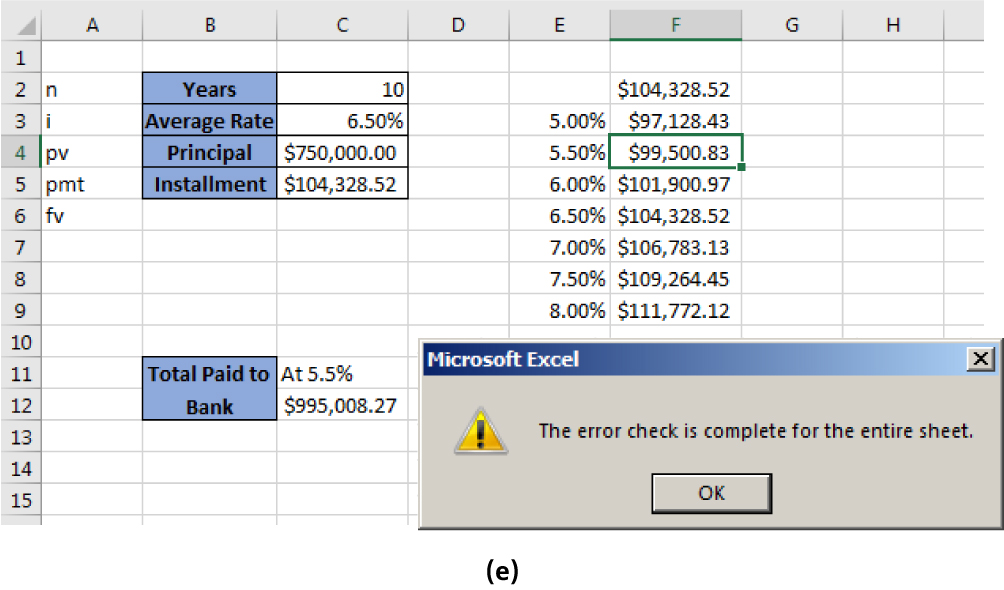 A B C D E F G H
1
2 n Years 10 $104,328.52
3 i Average Rate 6.50% 5.00% $97,128.43
4 pv Principal $750,000.00 5.50% $99,500.83
5 pmt Installment $104,328.52 6.00% $101,900.97
6 fv 6.50% $104,328.52
7 7.00% $106,783.13
8 7.50% $109,264.45
9 8.00% $111,772.12
10
11 Total Paid to At 5.5%
12 Bank $995,008.27
13
14
15
Microsoft Excel
The error check is complete for the entire sheet.
OK
(e)